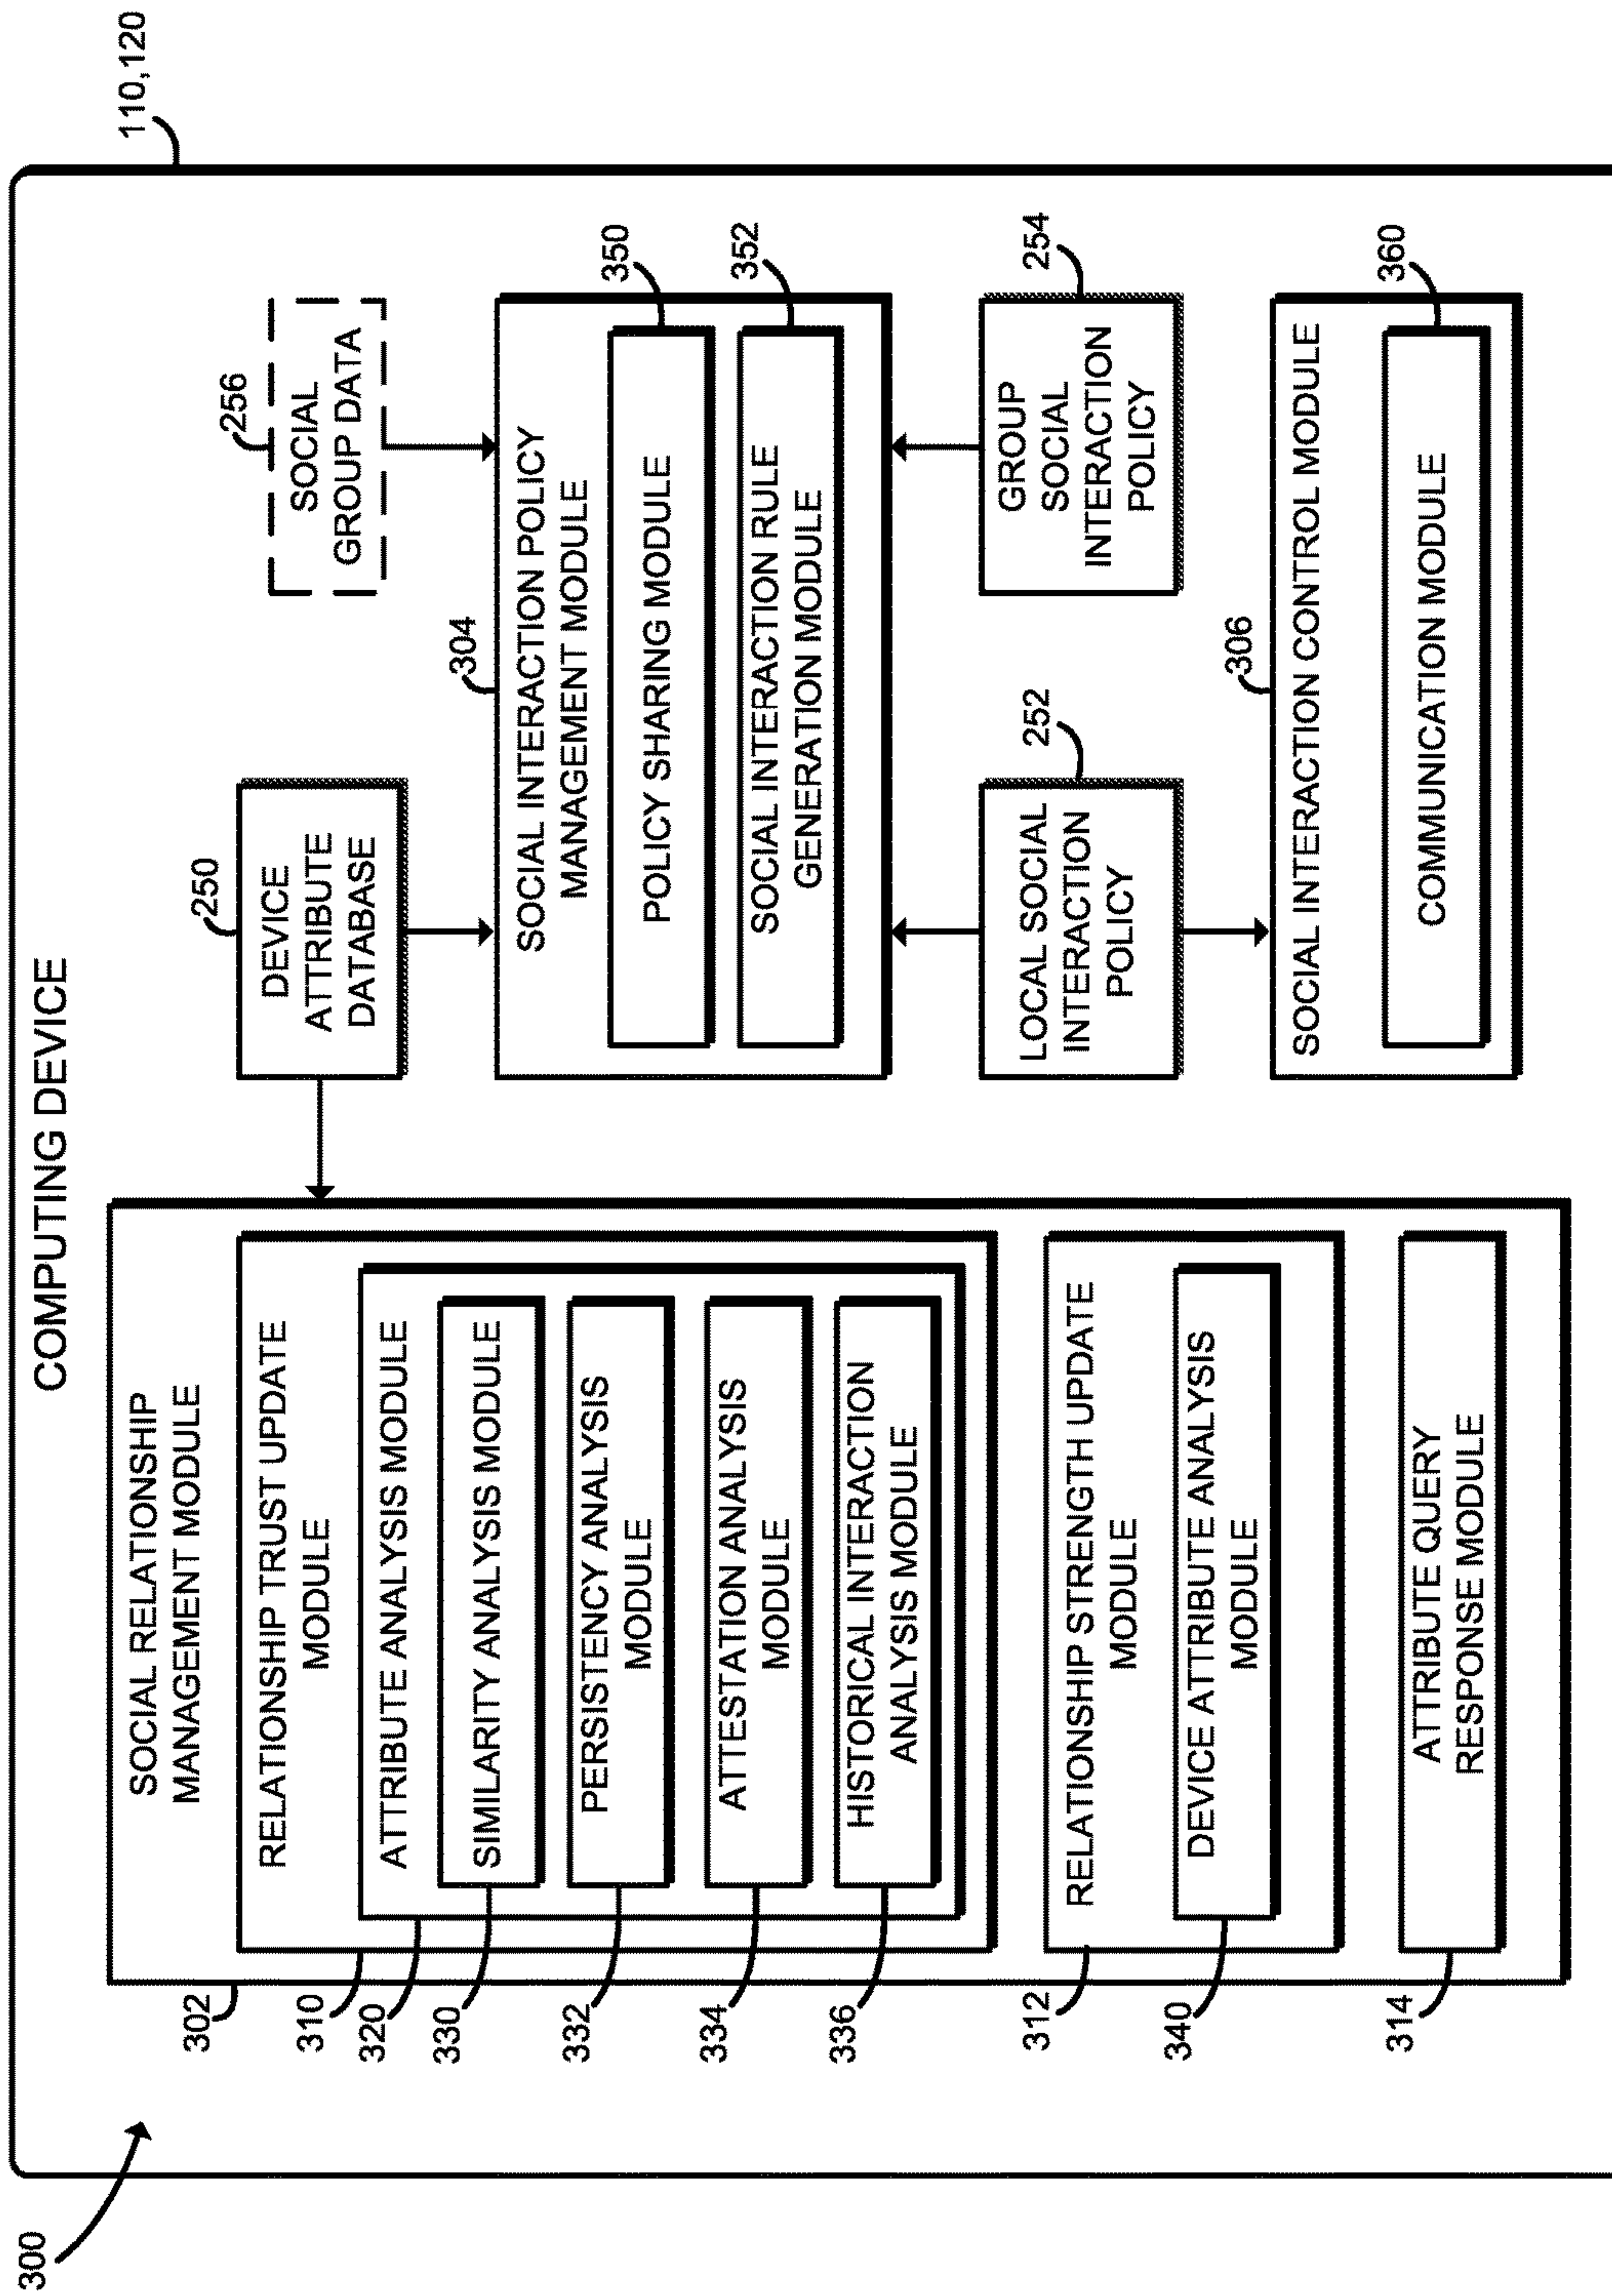 COMPUTING DEVICE
110,120
300
302
SOCIAL RELATIONSHIP
MANAGEMENT MODULE
310
RELATIONSHIP TRUST UPDATE
MODULE
320
ATTRIBUTE ANALYSIS MODULE
330
SIMILARITY ANALYSIS MODULE
332
PERSISTENCY ANALYSIS
MODULE
334
ATTESTATION ANALYSIS
MODULE
336
HISTORICAL INTERACTION
ANALYSIS MODULE
312
RELATIONSHIP STRENGTH UPDATE
MODULE
340
DEVICE ATTRIBUTE ANALYSIS
MODULE
314
ATTRIBUTE QUERY
RESPONSE MODULE
250
DEVICE
ATTRIBUTE
DATABASE
256
SOCIAL
GROUP DATA
304
SOCIAL INTERACTION POLICY
MANAGEMENT MODULE
350
POLICY SHARING MODULE
352
SOCIAL INTERACTION RULE
GENERATION MODULE
252
LOCAL SOCIAL
INTERACTION
POLICY
254
GROUP
SOCIAL
INTERACTION
POLICY
306
SOCIAL INTERACTION CONTROL MODULE
360
COMMUNICATION MODULE